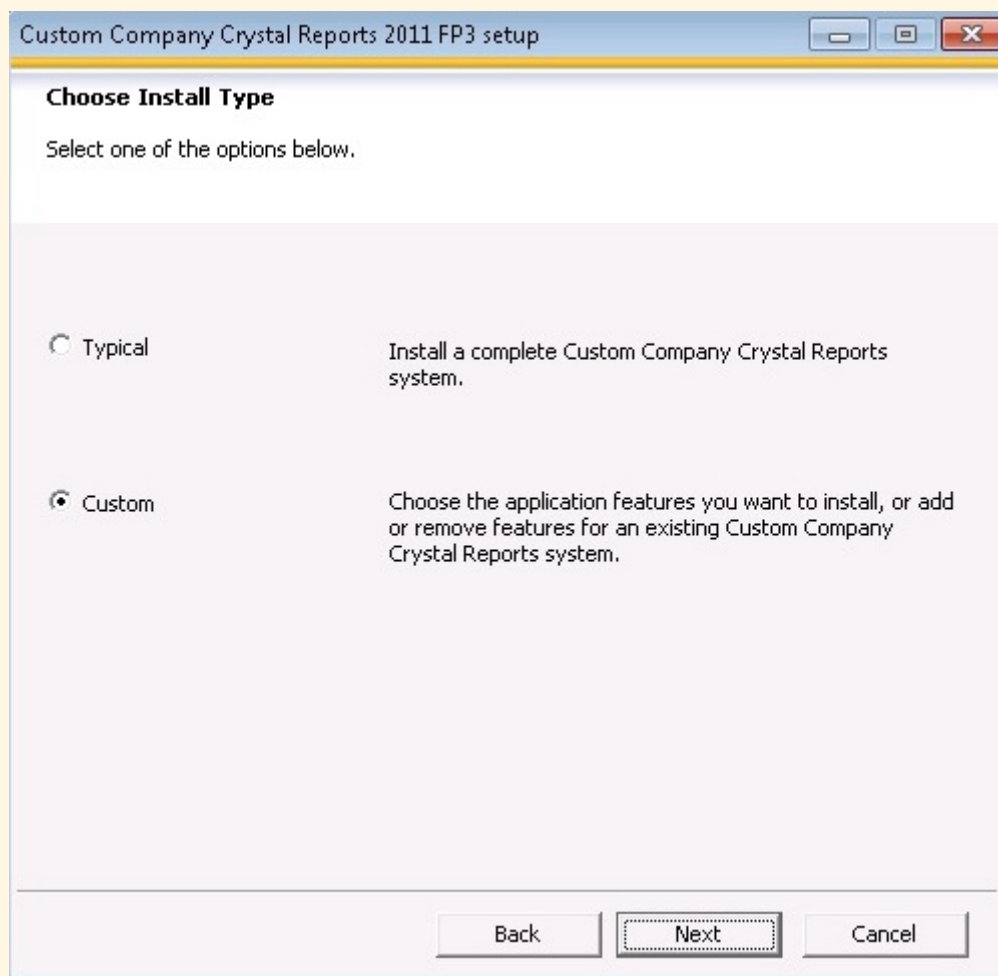 Custom Company Crystal Reports 2011 FP3 setup
Choose Install Type
Select one of the options below.
Typical
Install a complete Custom Company Crystal Reports
system.
Custom
Choose the application features you want to install, or add
or remove features for an existing Custom Company
Crystal Reports system.
Back
Next
Cancel